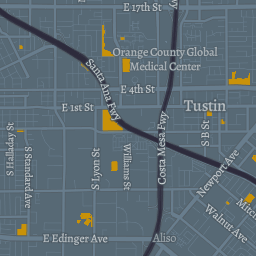 E 17th St
Orange County Global
Medical Center
Santa Ana Fwy
E 4th St
E 1st St
Tustin
S B St
S Halladay St
S Standard Ave
S Lyon St
Williams St
Costa Mesa Fwy
Newport Ave
Walnut Ave
E Edinger Ave
Aliso